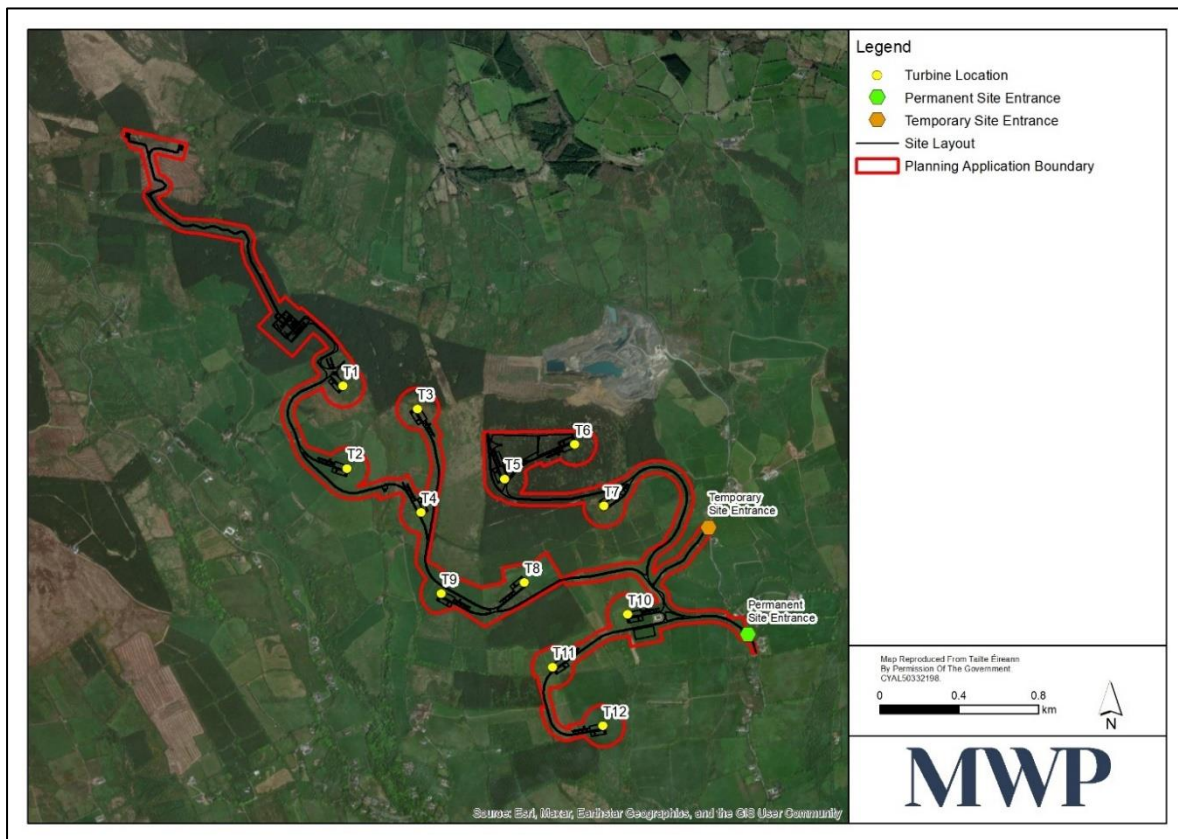 Legend
Turbine Location
Permanent Site Entrance
Temporary Site Entrance
Site Layout
Planning Application Boundary
T1
T3
T2
T6
T5
T4
T7
Temporary
Site Entrance
T9
T8
T10
Permanent
Site Entrance
T11
T12
Map Reproduced From Tailte Éireann
By Permission Of The Government.
CYAL50332198.
0 0.4 0.8
km
N
MWP
Source: Esri, Maxar, Earthstar Geographics, and the GIS User Community